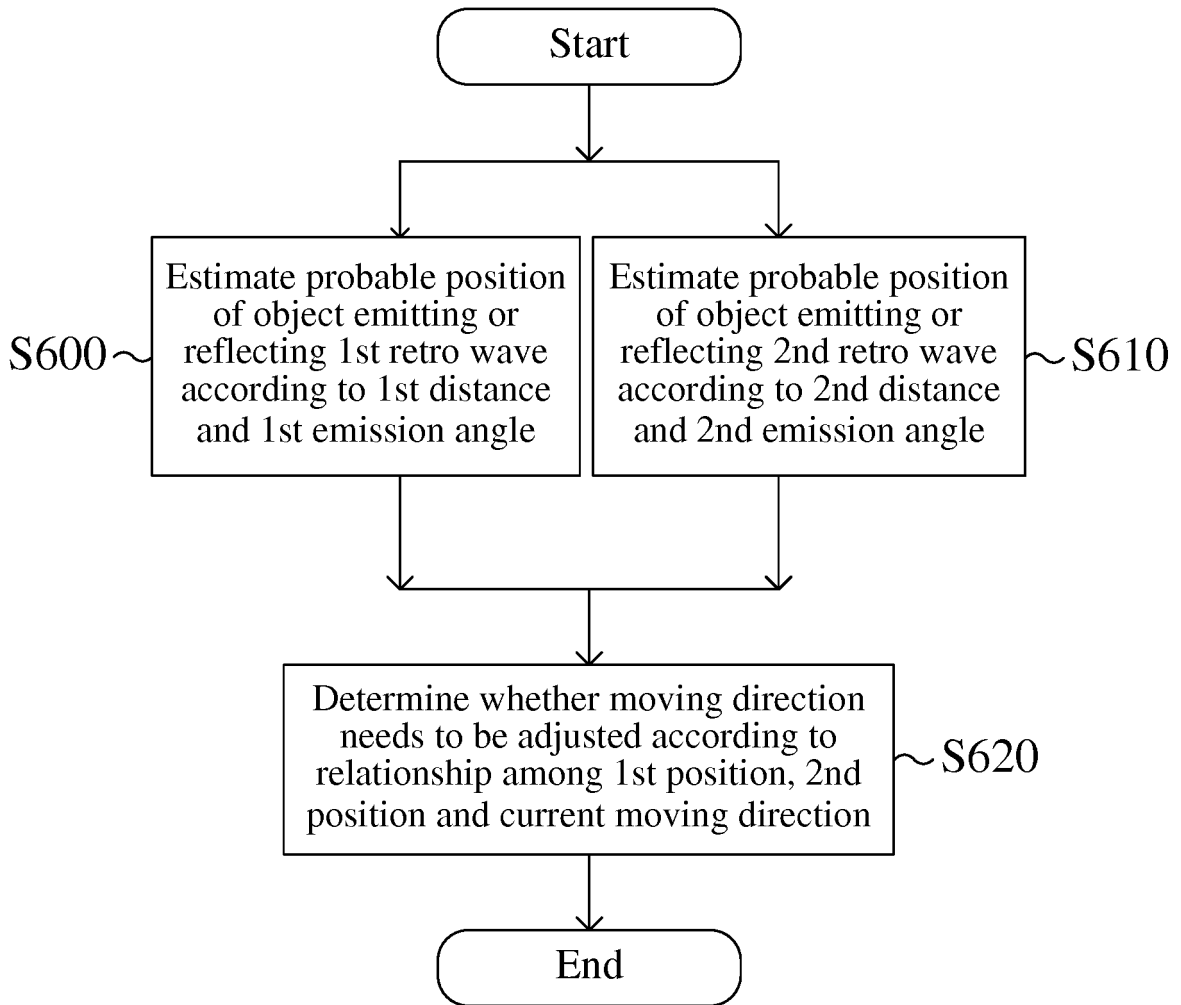 Start
Estimate probable position
of object emitting or
reflecting 1st retro wave
according to 1st distance
and 1st emission angle
S600
Estimate probable position
of object emitting or
reflecting 2nd retro wave
according to 2nd distance
and 2nd emission angle
S610
Determine whether moving direction
needs to be adjusted according to
relationship among 1st position, 2nd
position and current moving direction
S620
End